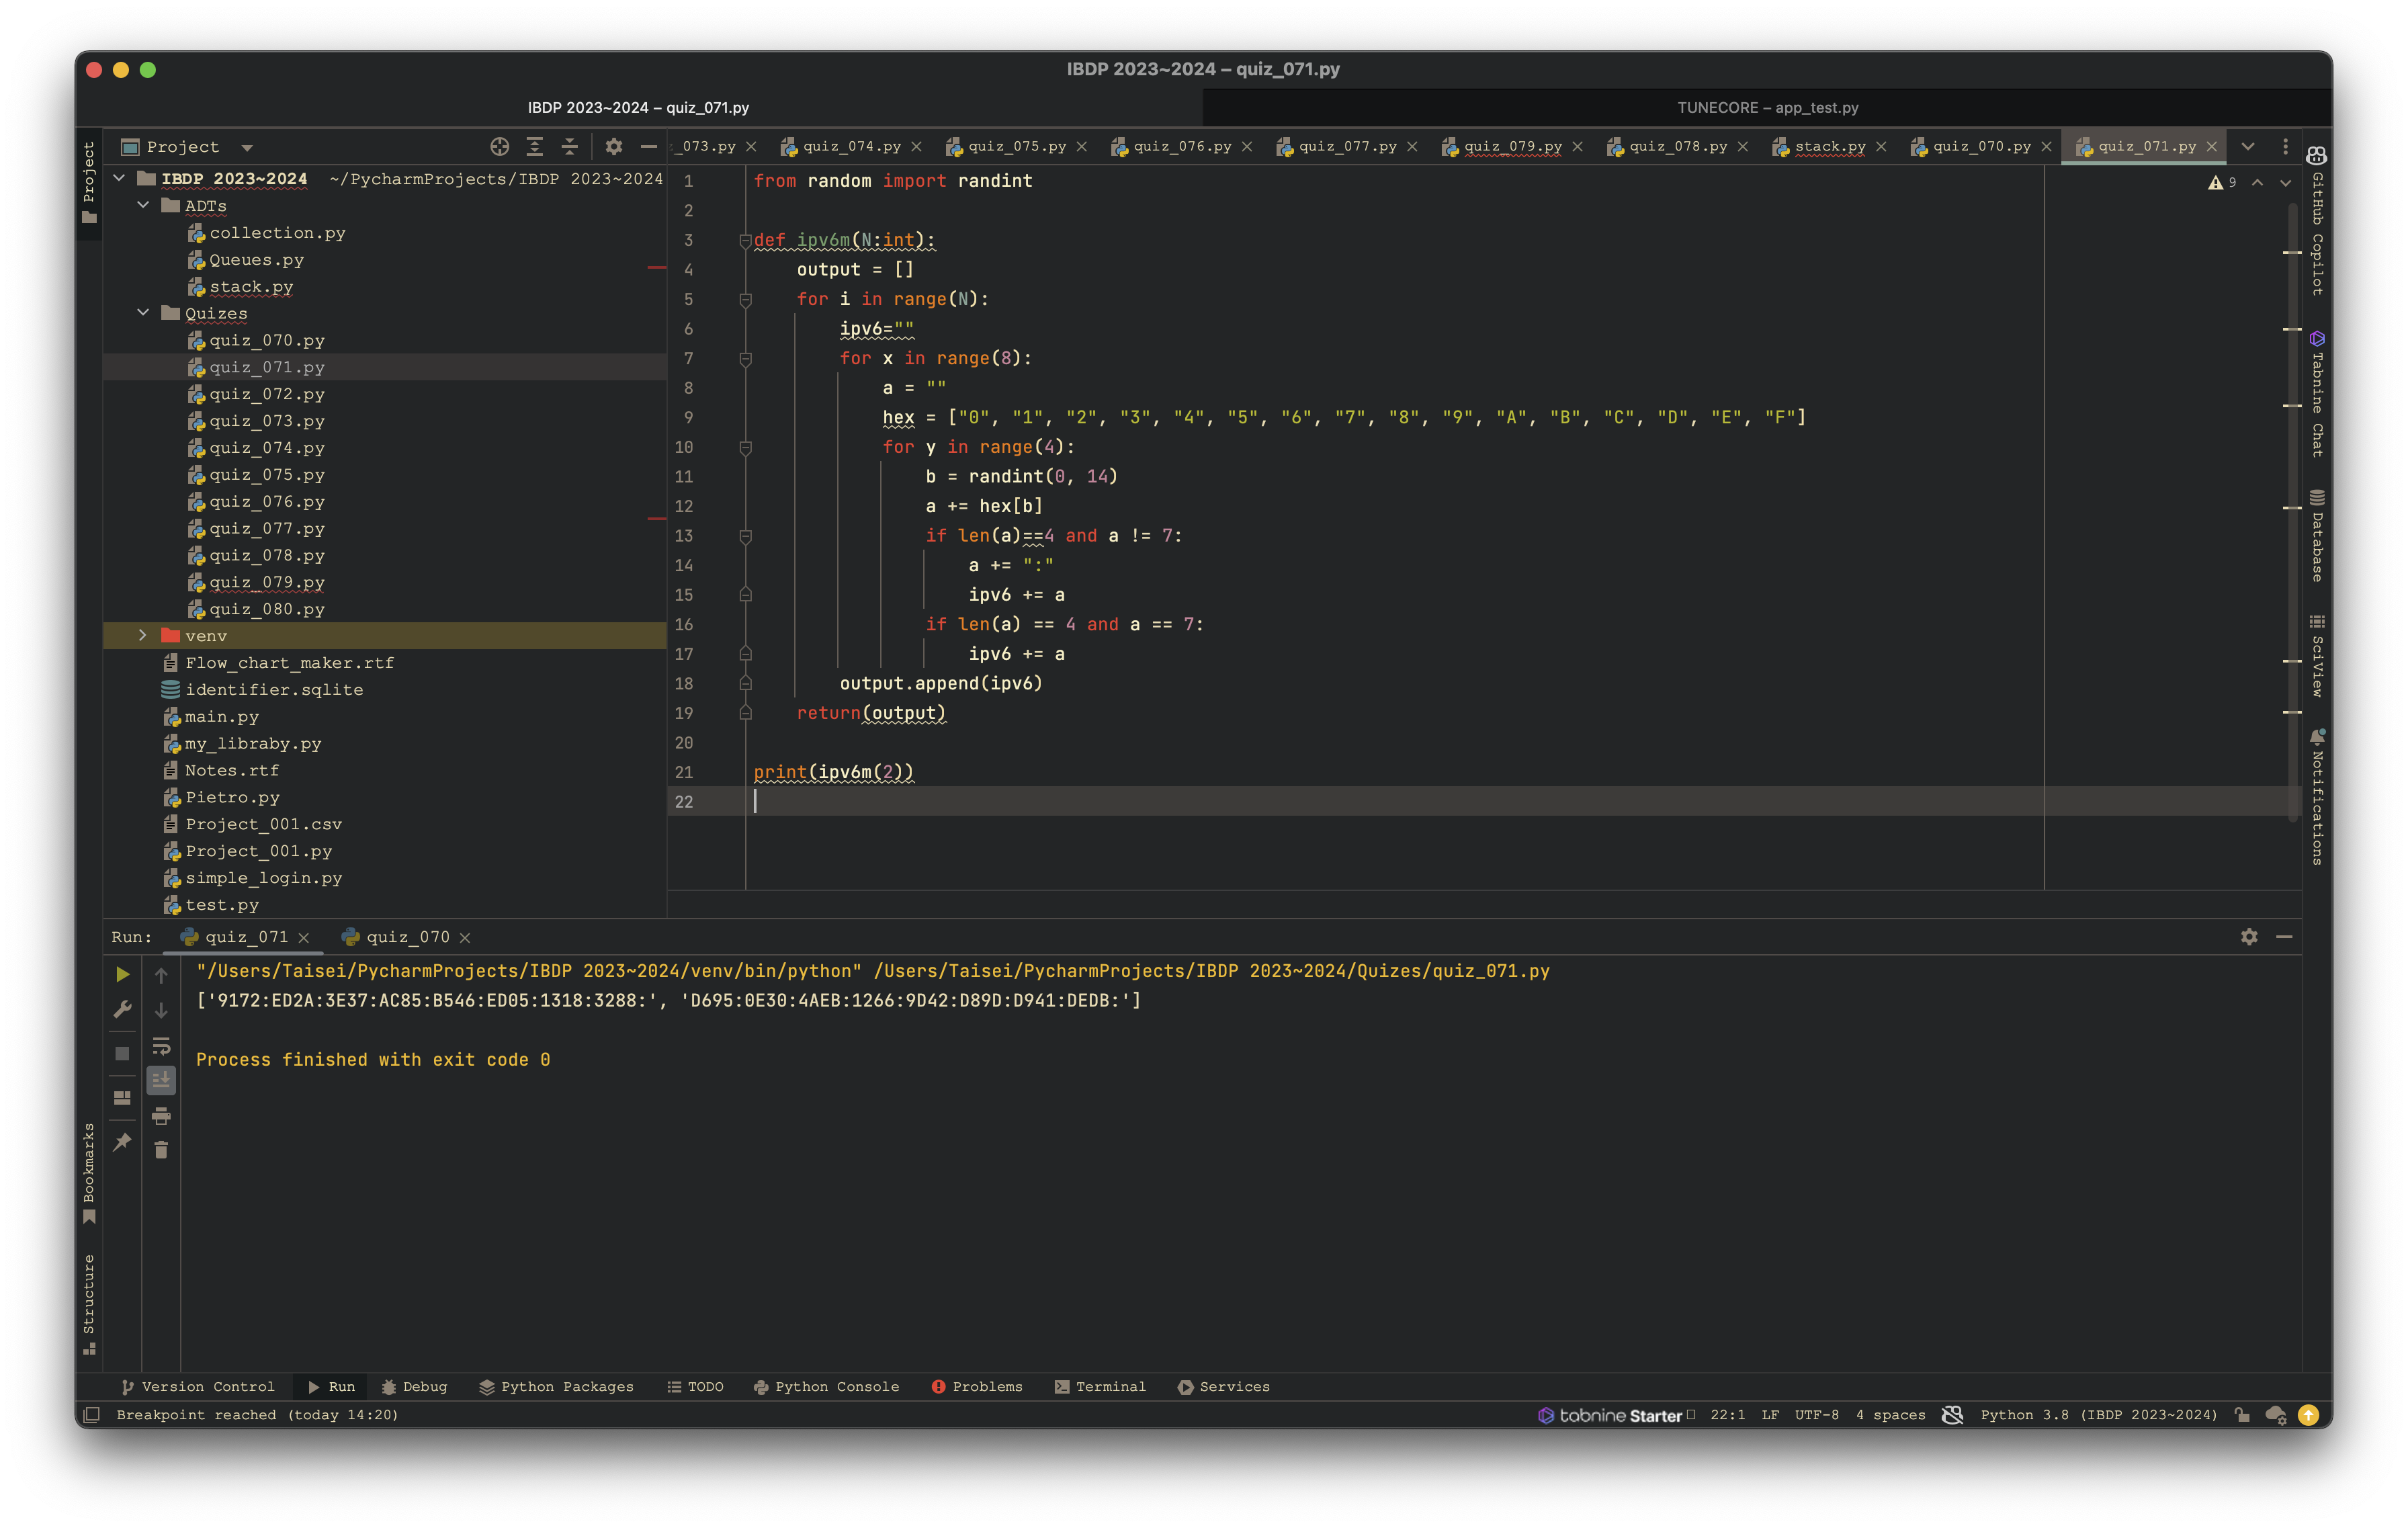 IBDP 2023~2024 – quiz_071.py
IBDP 2023~2024 – quiz_071.py
TUNECORE – app_test.py
Project
Project
_073.py
quiz_074.py
quiz_075.py
quiz_076.py
quiz_077.py
quiz_079.py
quiz_078.py
stack.py
quiz_070.py
quiz_071.py
IBDP 2023~2024 ~/PycharmProjects/IBDP 2023~2024
ADTs
collection.py
Queues.py
stack.py
Quizes
quiz_070.py
quiz_071.py
quiz_072.py
quiz_073.py
quiz_074.py
quiz_075.py
quiz_076.py
quiz_077.py
quiz_078.py
quiz_079.py
quiz_080.py
venv
Flow_chart_maker.rtf
identifier.sqlite
main.py
my_libraby.py
Notes.rtf
Pietro.py
Project_001.csv
Project_001.py
simple_login.py
test.py
9
1 from random import randint
2
3 def ipv6m(N:int):
4 output = []
5 for i in range(N):
6 ipv6=""
7 for x in range(8):
8 a = ""
9 hex = ["0", "1", "2", "3", "4", "5", "6", "7", "8", "9", "A", "B", "C", "D", "E", "F"]
10 for y in range(4):
11 b = randint(0, 14)
12 a += hex[b]
13 if len(a)==4 and a != 7:
14 a += ":"
15 ipv6 += a
16 if len(a) == 4 and a == 7:
17 ipv6 += a
18 output.append(ipv6)
19 return(output)
20
21 print(ipv6m(2))
22
GitHub Copilot
Tabnine Chat
Database
SciView
Notifications
Run:
quiz_071
quiz_070
"/Users/Taisei/PycharmProjects/IBDP 2023~2024/venv/bin/python" /Users/Taisei/PycharmProjects/IBDP 2023~2024/Quizes/quiz_071.py
['9172:ED2A:3E37:AC85:B546:ED05:1318:3288:', 'D695:0E30:4AEB:1266:9D42:D89D:D941:DEDB:']
Process finished with exit code 0
Bookmarks
Structure
Version Control
Run
Debug
Python Packages
TODO
Python Console
Problems
Terminal
Services
Breakpoint reached (today 14:20)
tabnine Starter
22:1
LF
UTF-8
4 spaces
Python 3.8 (IBDP 2023~2024)